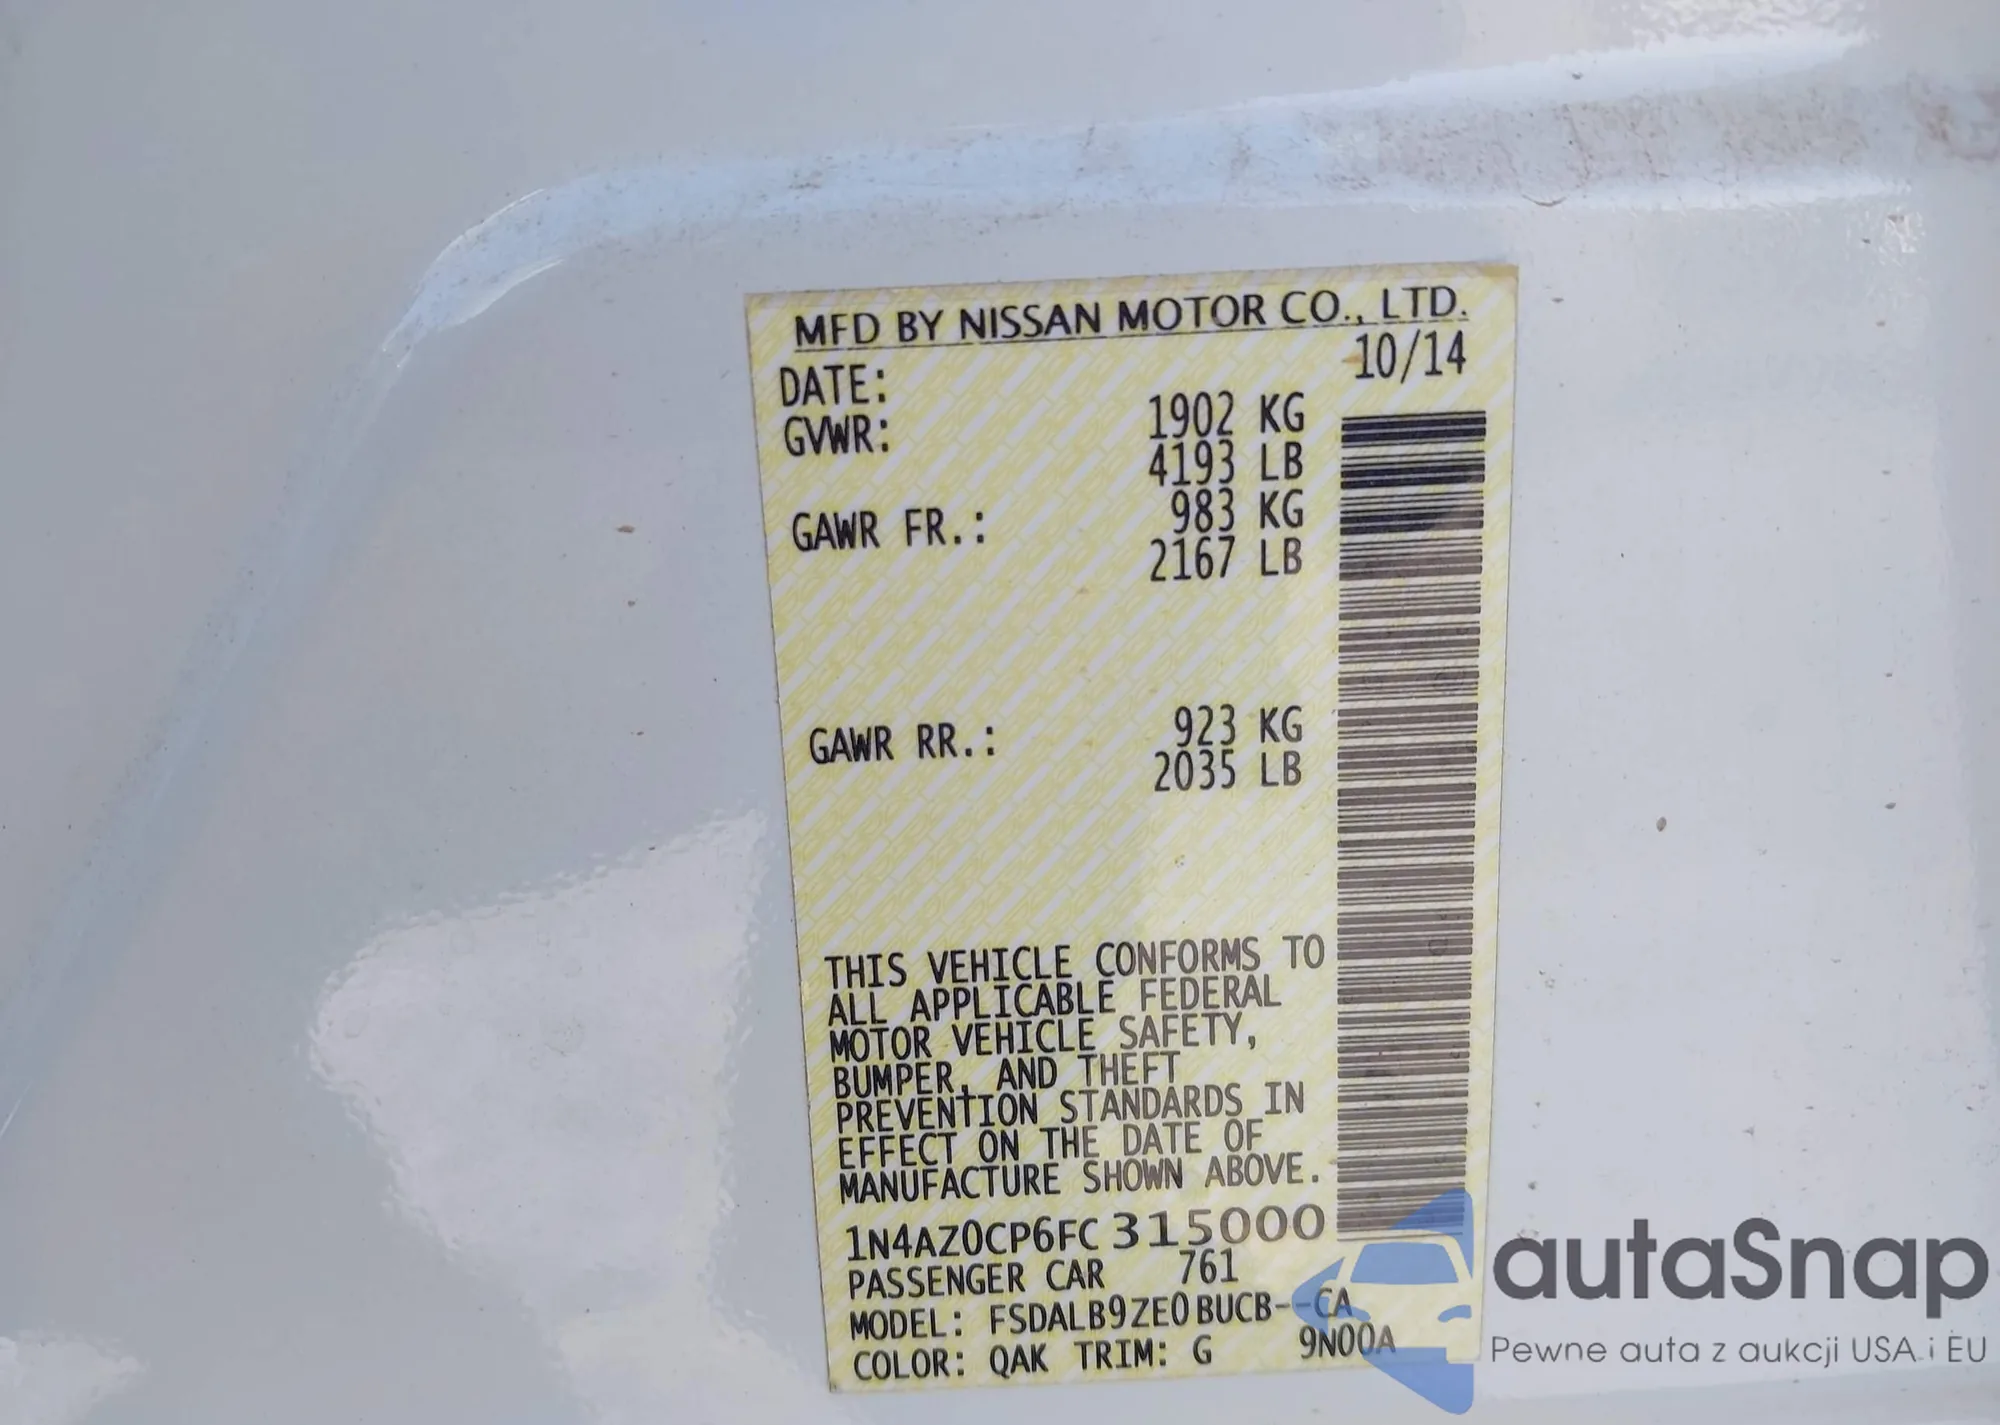 MFD BY NISSAN MOTOR CO., LTD.
DATE: 10/14
GVWR: 1902 KG
4193 LB
GAWR FR.: 983 KG
2167 LB
GAWR RR.: 923 KG
2035 LB
THIS VEHICLE CONFORMS TO
ALL APPLICABLE FEDERAL
MOTOR VEHICLE SAFETY,
BUMPER, AND THEFT
PREVENTION STANDARDS IN
EFFECT ON THE DATE OF
MANUFACTURE SHOWN ABOVE.
1N4AZ0CP6FC 315000
PASSENGER CAR 761
MODEL: FSDALB9ZE0BUCB--CA
COLOR: QAK TRIM: G 9N00A
autaSnap
Pewne auta z aukcji USA i EU